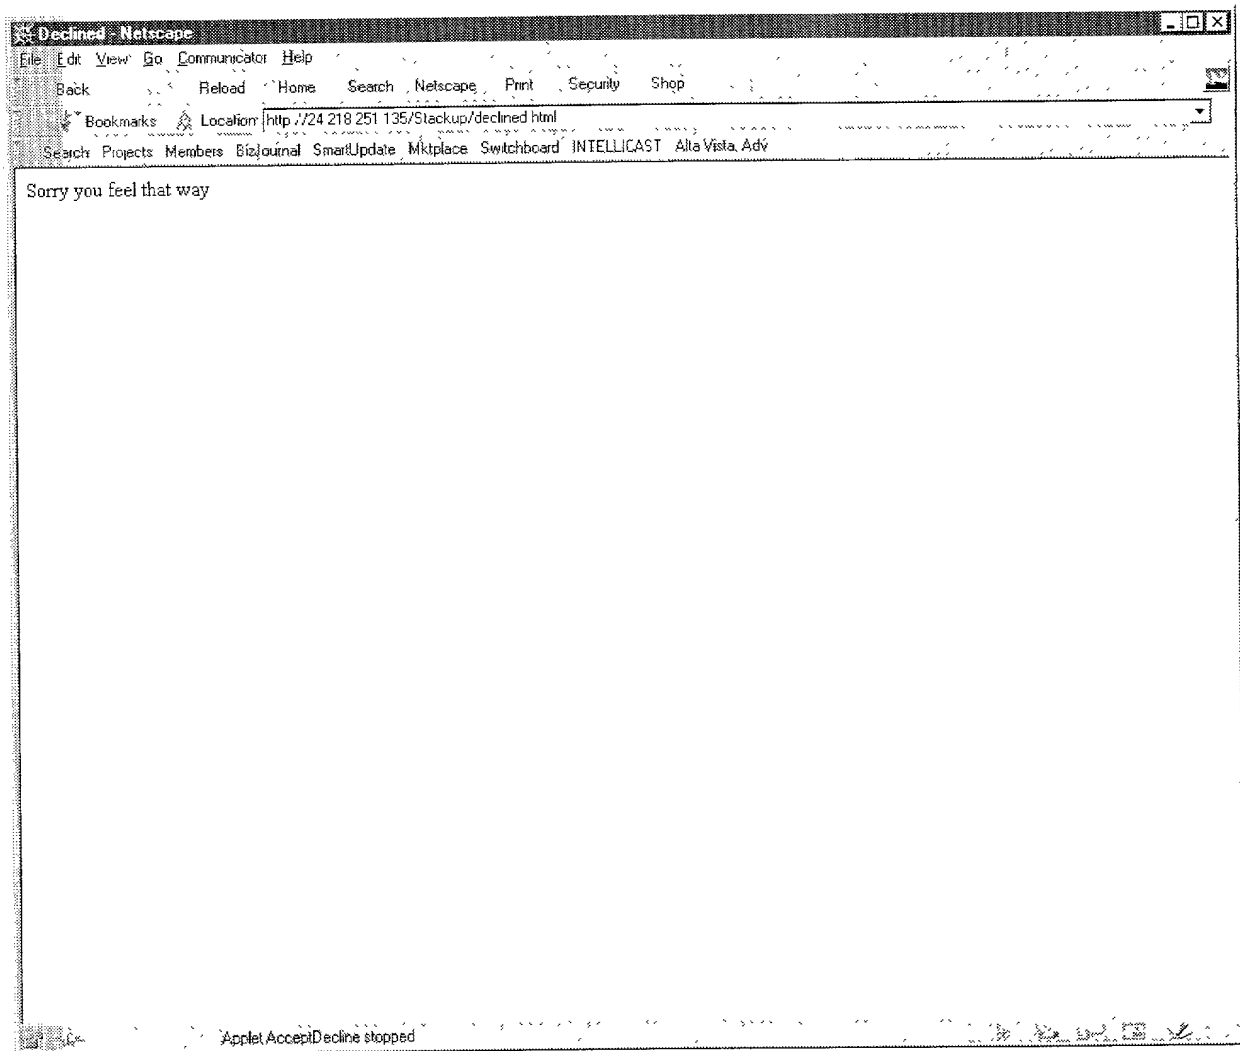 Declined - Netscape
File Edit View Go Communicator Help
Back Reload Home Search Netscape Print Security Shop
Bookmarks Location http //24 218 251 135/Stackup/declined html
Search Projects Members BizJournal SmartUpdate Mktplace Switchboard INTELLICAST Alta Vista, Adv
Sorry you feel that way
Applet AcceptDecline stopped